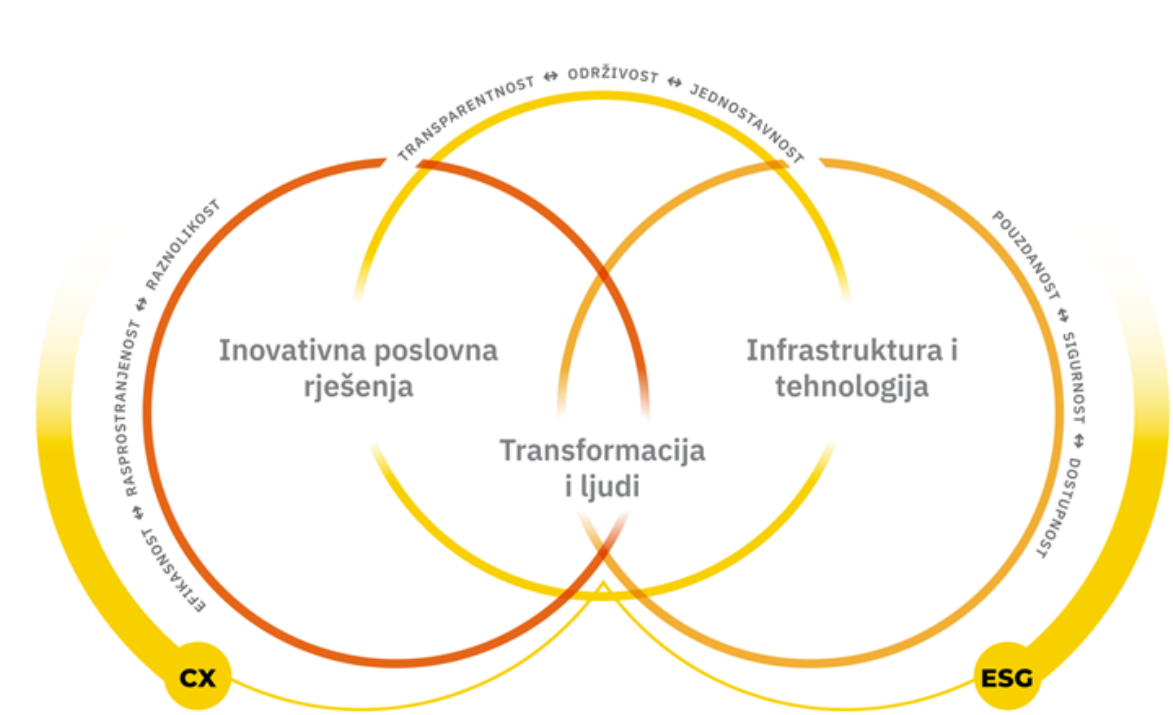 TRANSPARENTNOST ↔ ODRŽIVOST ↔ JEDNOSTAVNOST
EFIKASNOST ↔ RASPROSTRANJENOST ↔ RAZNOLIKOST
POUZDANOST ↔ SIGURNOST ↔ DOSTUPNOST
Inovativna poslovna
rješenja
Infrastruktura i
tehnologija
Transformacija
i ljudi
CX
ESG